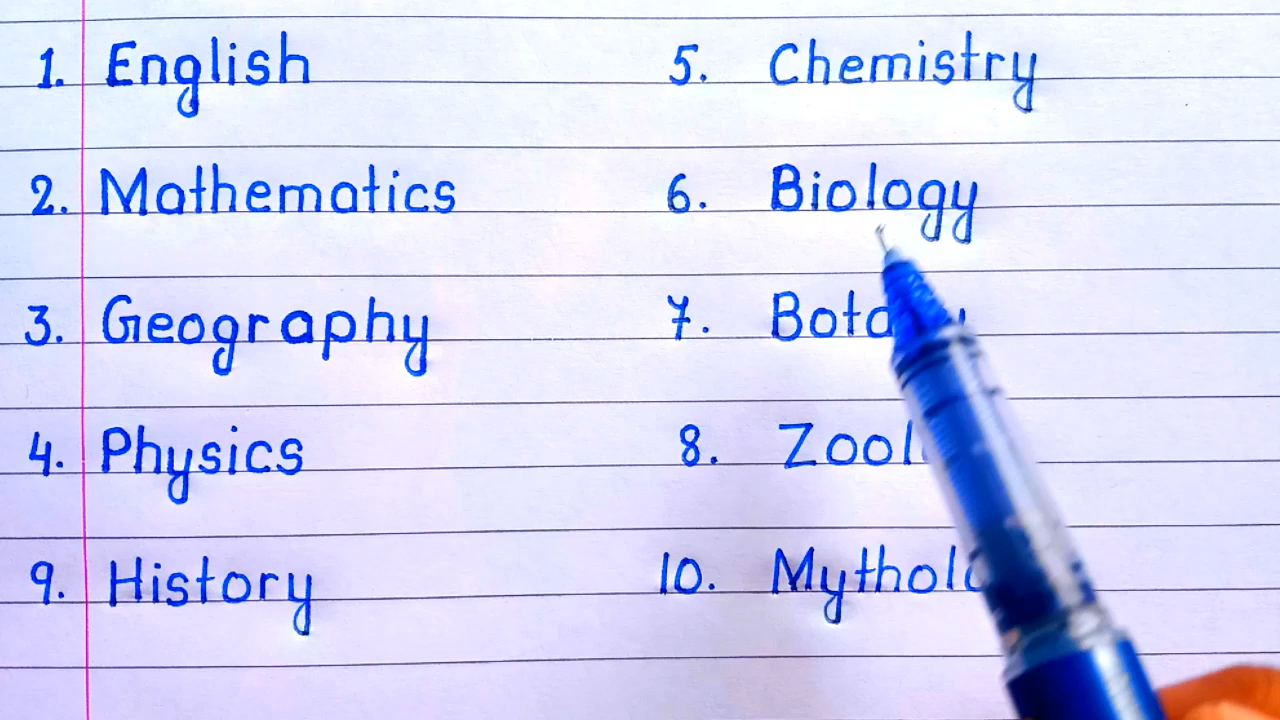 1. English
2. Mathematics
3. Geography
4. Physics
9. History
5. Chemistry
6. Biology
7.
8.
10.